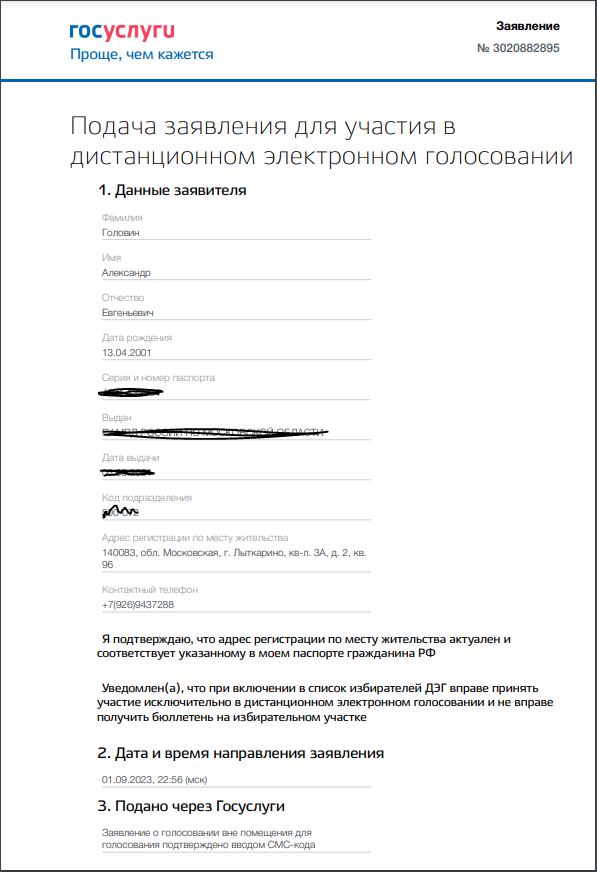 госуслуги
Проще, чем кажется
Заявление
№ 3020882895
Подача заявления для участия в
дистанционном электронном голосовании
1. Данные заявителя
Фамилия
Головин
Имя
Александр
Отчество
Евгеньевич
Дата рождения
13.04.2001
Серия и номер паспорта
Выдан
Дата выдачи
Код подразделения
Адрес регистрации по месту жительства
140083, обл. Московская, г. Лыткарино, кв-л. 3А, д. 2, кв.
96
Контактный телефон
+7(926)9437288
Я подтверждаю, что адрес регистрации по месту жительства актуален и
соответствует указанному в моем паспорте гражданина РФ
Уведомлен(а), что при включении в список избирателей ДЭГ вправе принять
участие исключительно в дистанционном электронном голосовании и не вправе
получить бюллетень на избирательном участке
2. Дата и время направления заявления
01.09.2023, 22:56 (мск)
3. Подано через Госуслуги
Заявление о голосовании вне помещения для
голосования подтверждено вводом СМС-кода